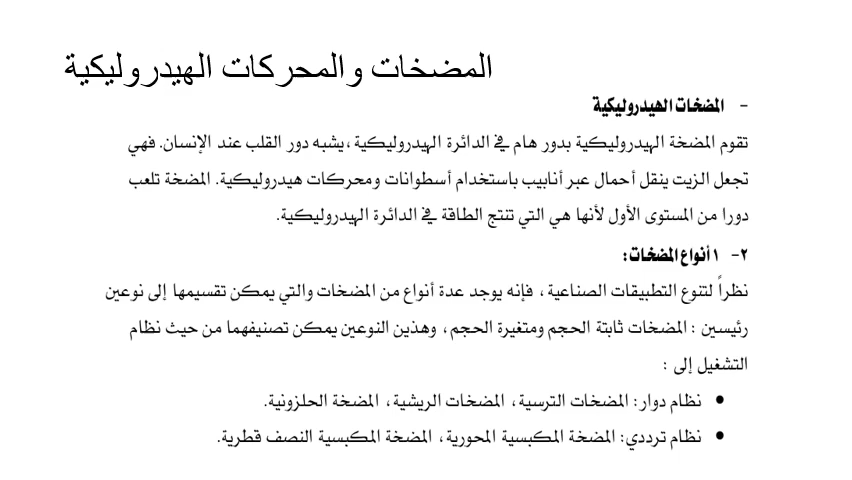 المضخات والمحركات الهيدروليكية
- المضخات الهيدروليكية
تقوم المضخة الهيدروليكية بدور هام في الدائرة الهيدروليكية ،يشبه دور القلب عند الإنسان. فهي
تجعل الزيت ينقل أحمال عبر أنابيب باستخدام أسطوانات ومحركات هيدروليكية. المضخة تلعب
دورا من المستوى الأول لأنها هي التي تنتج الطاقة في الدائرة الهيدروليكية.
٢- ١ أنواع المضخات :
نظراً لتنوع التطبيقات الصناعية ، فإنه يوجد عدة أنواع من المضخات والتي يمكن تقسيمها إلى نوعين
رئيسين : المضخات ثابتة الحجم ومتغيرة الحجم ، وهذين النوعين يمكن تصنيفهما من حيث نظام
التشغيل إلى :
• نظام دوار: المضخات الترسية ، المضخات الريشية ، المضخة الحلزونية.
• نظام ترددي: المضخة المكبسية المحورية ، المضخة المكبسية النصف قطرية.